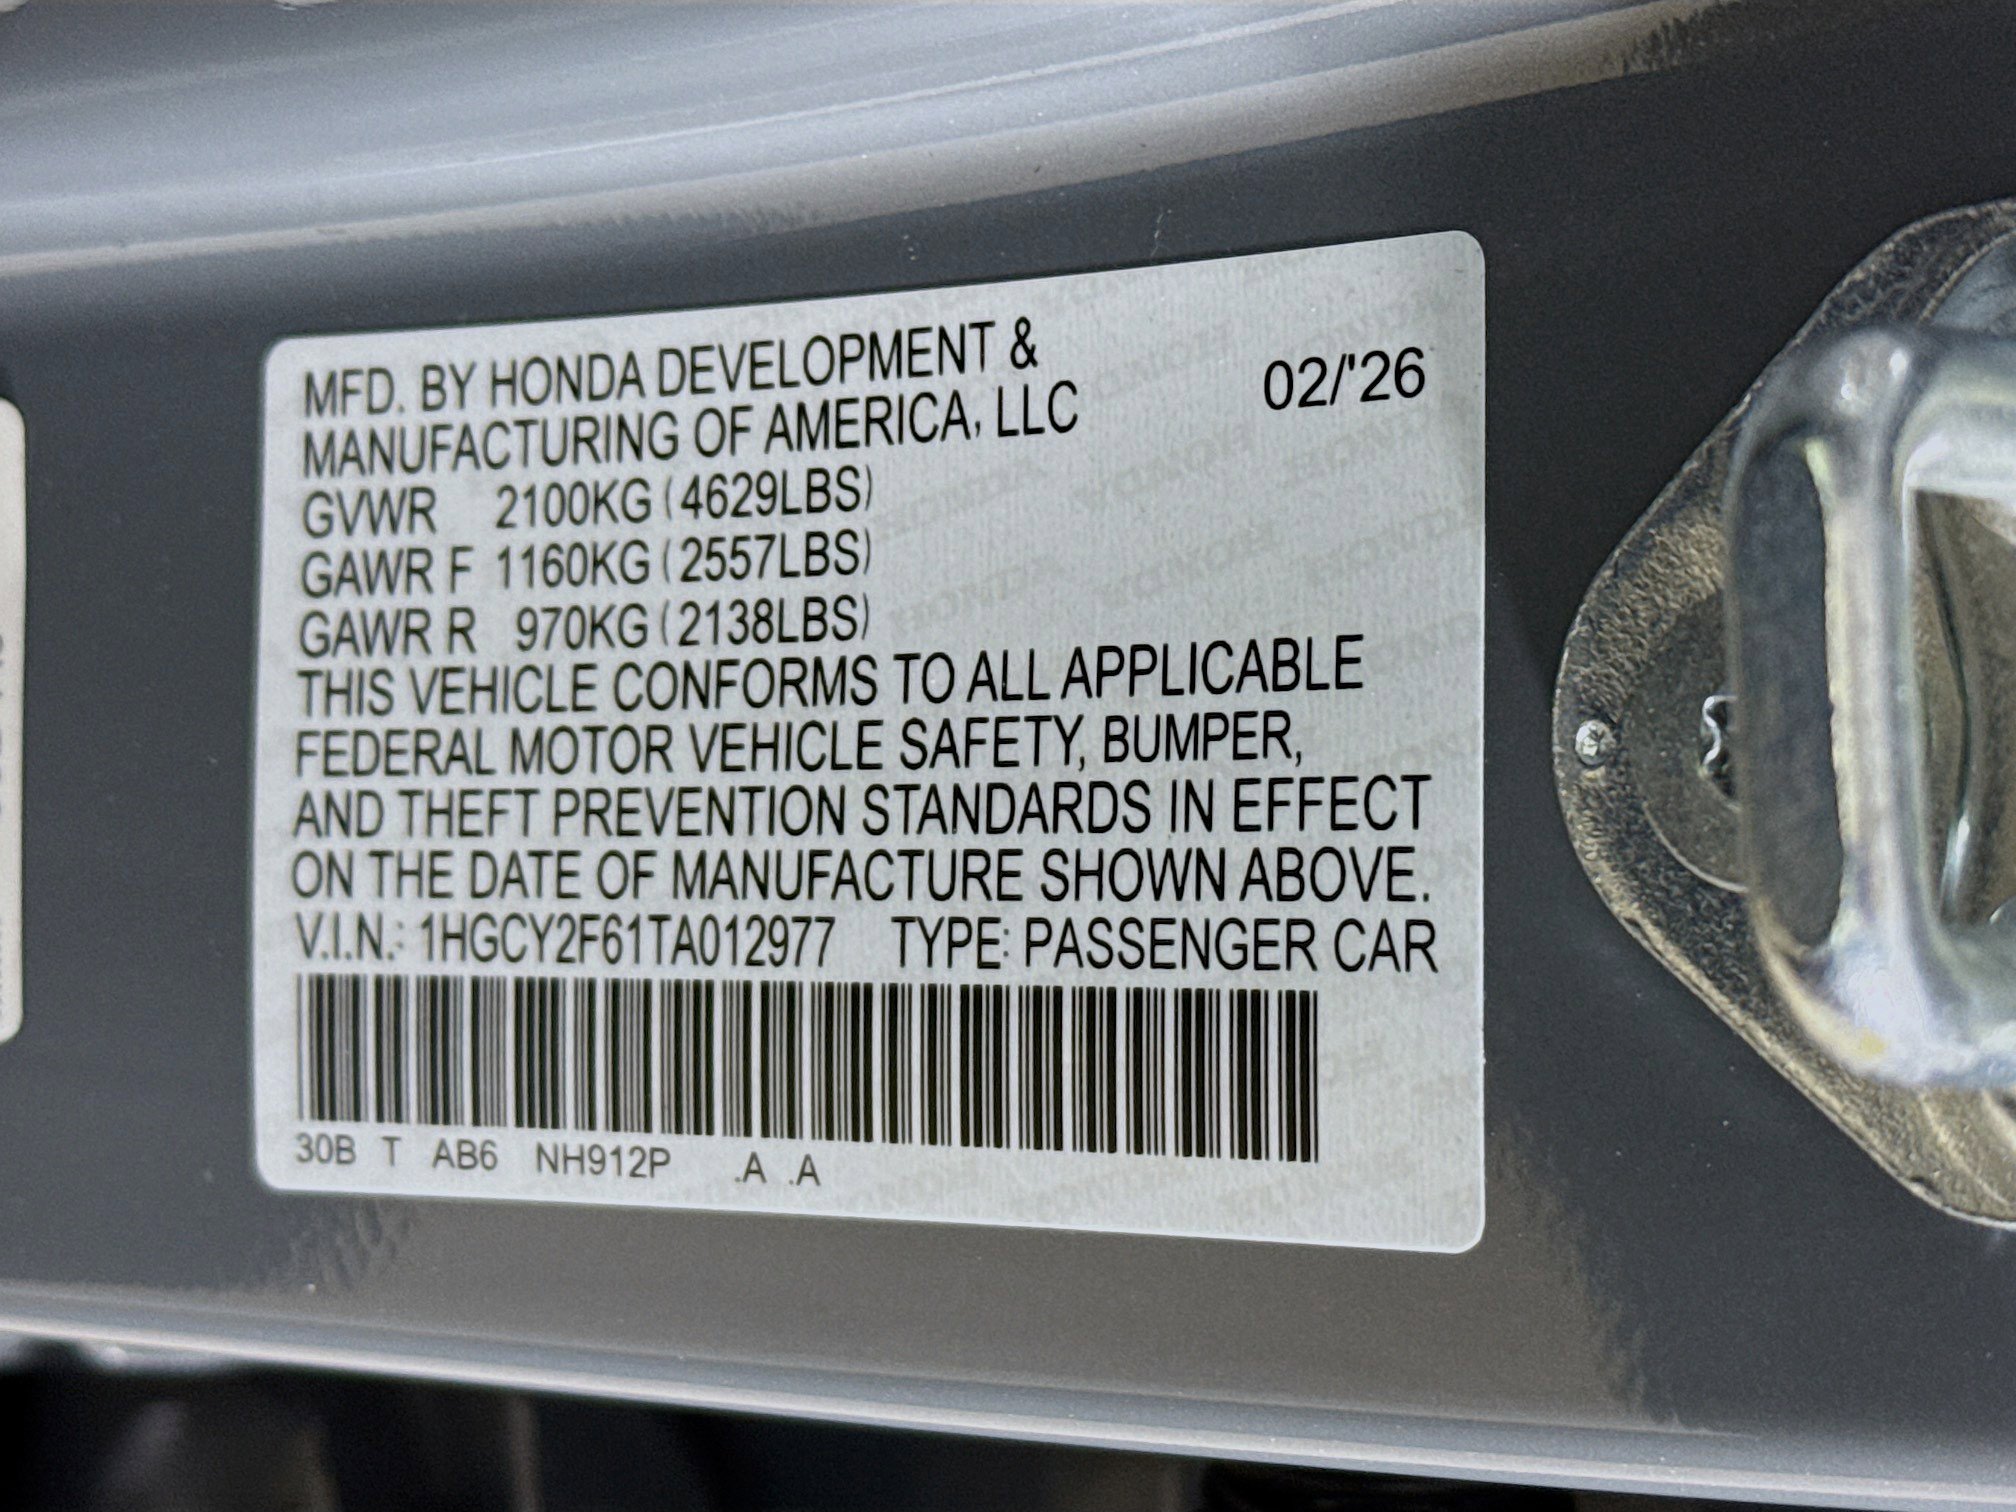 MFD. BY HONDA DEVELOPMENT &
MANUFACTURING OF AMERICA, LLC
02/'26
GVWR 2100KG (4629LBS)
GAWR F 1160KG (2557LBS)
GAWR R 970KG (2138LBS)
THIS VEHICLE CONFORMS TO ALL APPLICABLE
FEDERAL MOTOR VEHICLE SAFETY, BUMPER,
AND THEFT PREVENTION STANDARDS IN EFFECT
ON THE DATE OF MANUFACTURE SHOWN ABOVE.
V.I.N.: 1HGCY2F61TA012977 TYPE: PASSENGER CAR
30B T AB6 NH912P .A .A